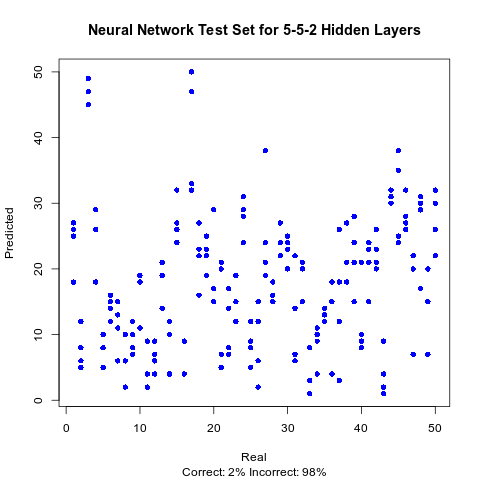 Neural Network Test Set for 5-5-2 Hidden Layers
Predicted
50
40
30
20
10
0
0 10 20 30 40 50
Real
Correct: 2% Incorrect: 98%